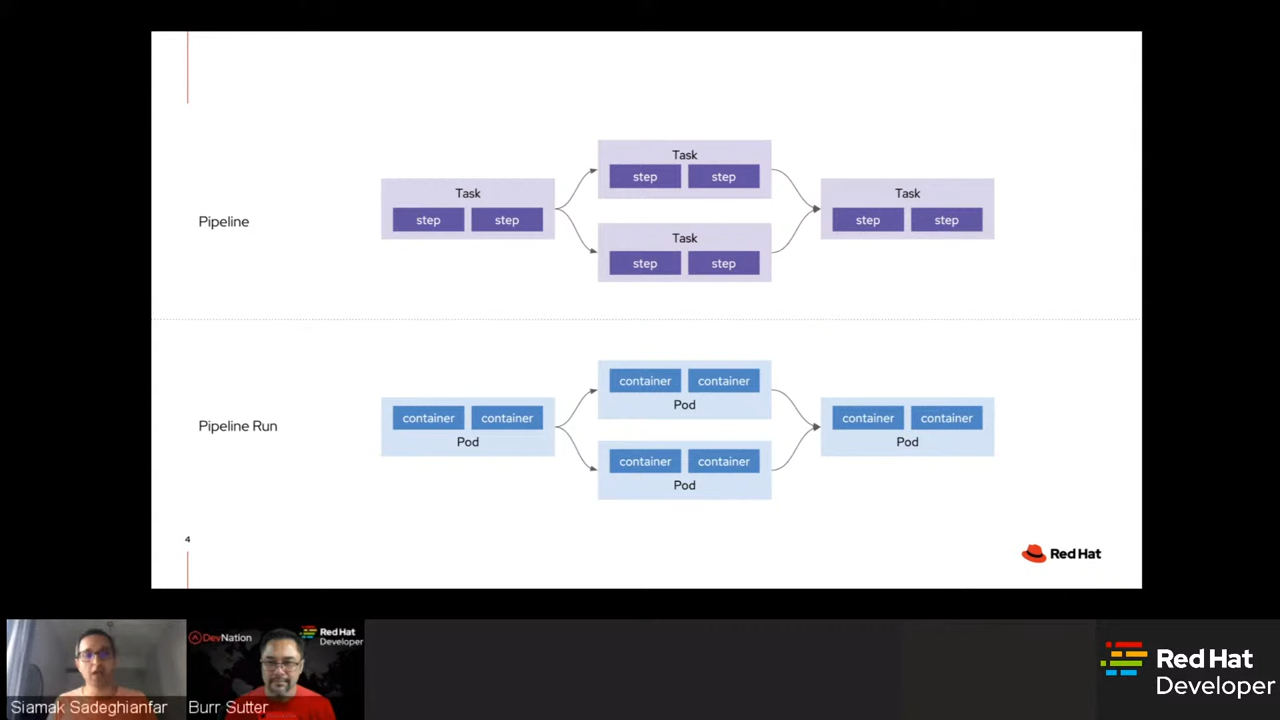 Task
step step
Task
step step
Pipeline
Task
step step
Task
step step
container container
Pod
Pipeline Run
container container
Pod
container container
Pod
container container
Pod
4
Red Hat
DevNation
Red Hat
Developer
Siamak Sadeghianfar
Burr Sutter
Red Hat
Developer